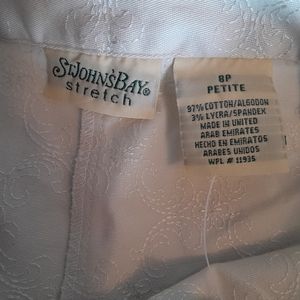 ST.JOHN'S BAY®
stretch
8P
PETITE
97% COTTON/ALGODON
3% LYCRA/SPANDEX
MADE IN UNITED
ARAB EMIRATES
HECHO EN EMIRATES
ARABES UNIDOS
WPL # 11935